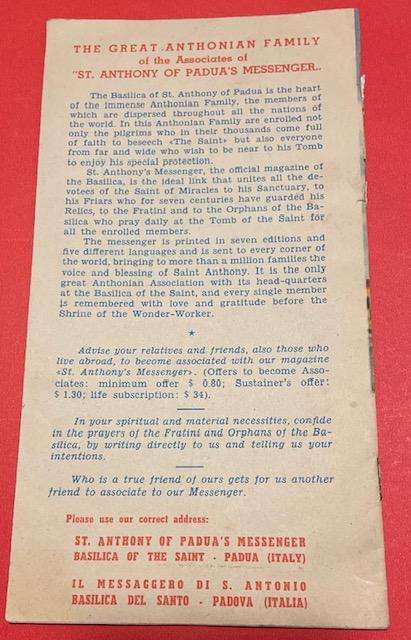 THE GREAT ANTHONIAN FAMILY
of the Associates of
"ST. ANTHONY OF PADUA'S MESSENGER„
The Basilica of St. Anthony of Padua is the heart
of the immense Anthonian Family, the members of
which are dispersed throughout all the nations of
the world. In this Anthonian Family are enrolled not
only the pilgrims who in their thousands come full
of faith to beseech «The Saint» but also everyone
from far and wide who wish to be near to his Tomb
to enjoy his special protection.
St. Anthony's Messenger, the official magazine of
the Basilica, is the ideal link that unites all the de-
votees of the Saint of Miracles to his Sanctuary, to
his Friars who for seven centuries have guarded his
Relics, to the Fratini and to the Orphans of the Ba-
silica who pray daily at the Tomb of the Saint for
all the enrolled members.
The messenger is printed in seven editions and
five different languages and is sent to every corner of
the world, bringing to more than a million families the
voice and blessing of Saint Anthony. It is the only
great Anthonian Association with its head-quarters
at the Basilica of the Saint, and every single member
is remembered with love and gratitude before the
Shrine of the Wonder-Worker.
★
Advise your relatives and friends, also those who
live abroad, to become associated with our magazine
«St. Anthony's Messenger». (Offers to become Asso-
ciates: minimum offer $ 0.80; Sustainer's offer:
$ 1.30; life subscription: $ 34).
In your spiritual and material necessities, confide
in the prayers of the Fratini and Orphans of the Ba-
silica, by writing directly to us and telling us your
intentions.
Who is a true friend of ours gets for us another
friend to associate to our Messenger.
Please use our correct address:
ST. ANTHONY OF PADUA'S MESSENGER
BASILICA OF THE SAINT - PADUA (ITALY)
IL MESSAGGERO DI S. ANTONIO
BASILICA DEL SANTO - PADOVA (ITALIA)